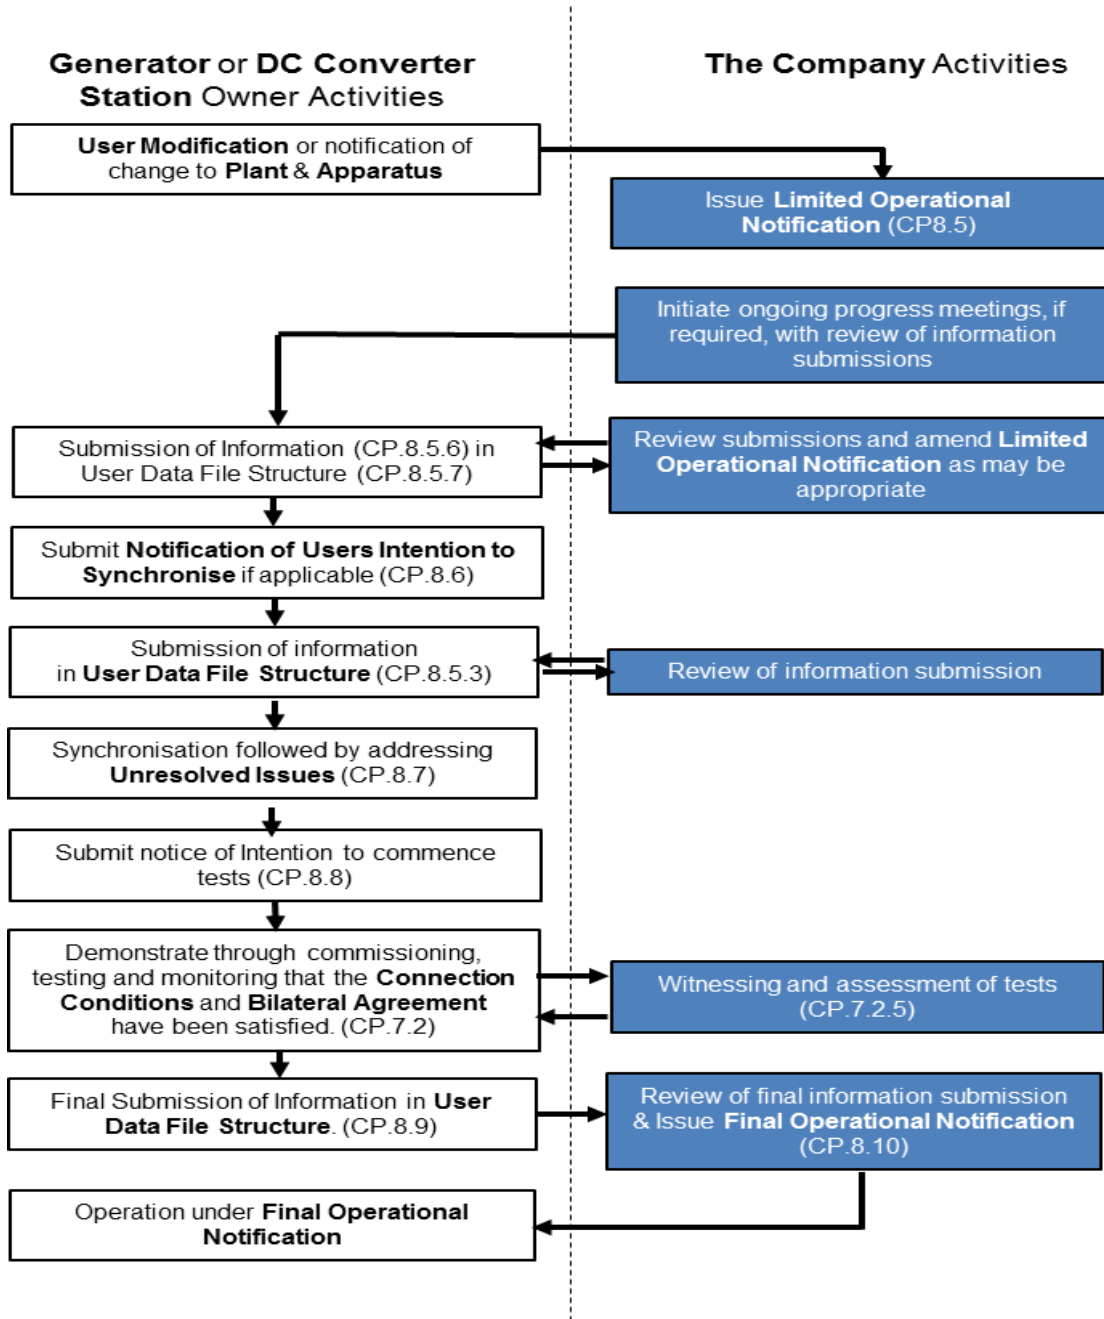 Generator or DC Converter
Station Owner Activities
The Company Activities
User Modification or notification of
change to Plant & Apparatus
Issue Limited Operational
Notification (CP8.5)
Initiate ongoing progress meetings, if
required, with review of information
submissions
Submission of Information (CP.8.5.6) in
User Data File Structure (CP.8.5.7)
Review submissions and amend Limited
Operational Notification as may be
appropriate
Submit Notification of Users Intention to
Synchronise if applicable (CP.8.6)
Submission of information
in User Data File Structure (CP.8.5.3)
Review of information submission
Synchronisation followed by addressing
Unresolved Issues (CP.8.7)
Submit notice of Intention to commence
tests (CP.8.8)
Demonstrate through commissioning,
testing and monitoring that the Connection
Conditions and Bilateral Agreement
have been satisfied. (CP.7.2)
Witnessing and assessment of tests
(CP.7.2.5)
Final Submission of Information in User
Data File Structure. (CP.8.9)
Review of final information submission
& Issue Final Operational Notification
(CP.8.10)
Operation under Final Operational
Notification